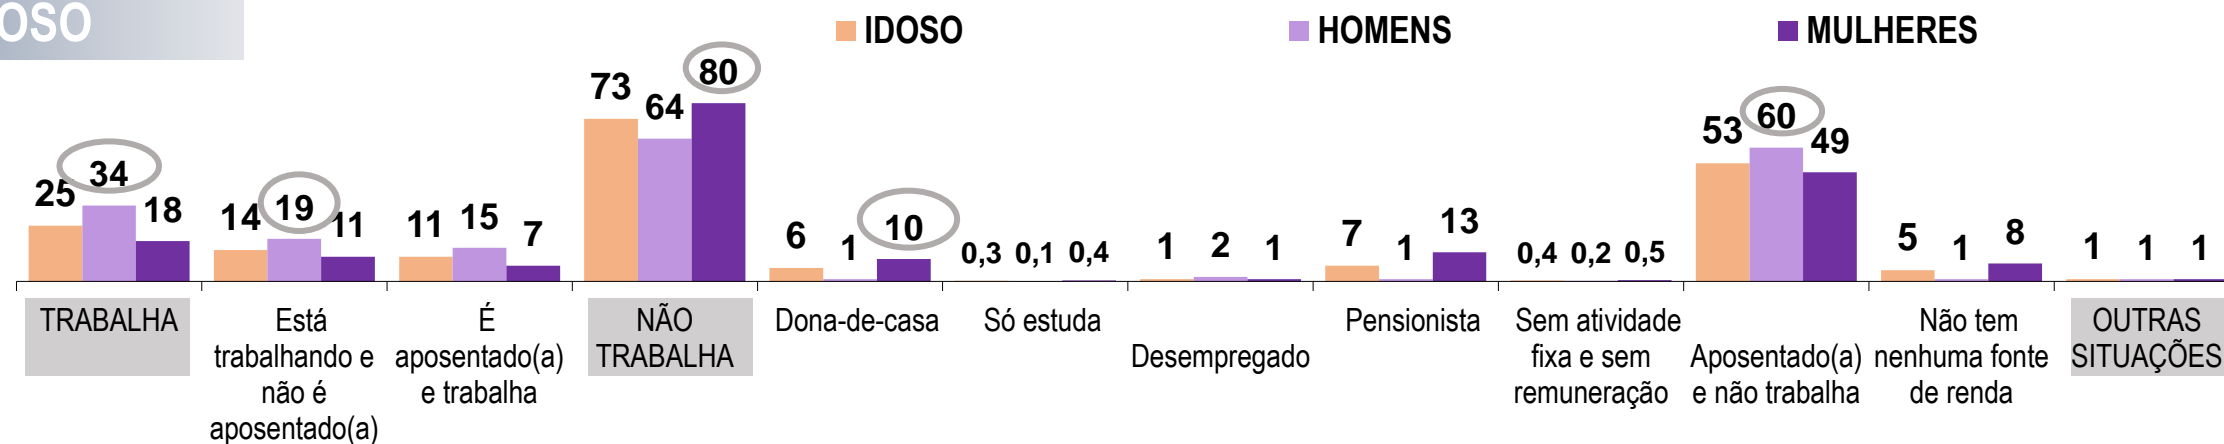 OSO
IDOSO
HOMENS
MULHERES
25 34 18
14 19 11
11 15 7
73 64 80
6 1 10
0,3 0,1 0,4
1 2 1
7 1 13
0,4 0,2 0,5
53 60 49
5 1 8
1 1 1
TRABALHA
Está
trabalhando e
não é
aposentado(a)
É
aposentado(a)
e trabalha
NÃO
TRABALHA
Dona-de-casa
Só estuda
Desempregado
Pensionista
Sem atividade
fixa e sem
remuneração
Aposentado(a)
e não trabalha
Não tem
nenhuma fonte
de renda
OUTRAS
SITUAÇÕES